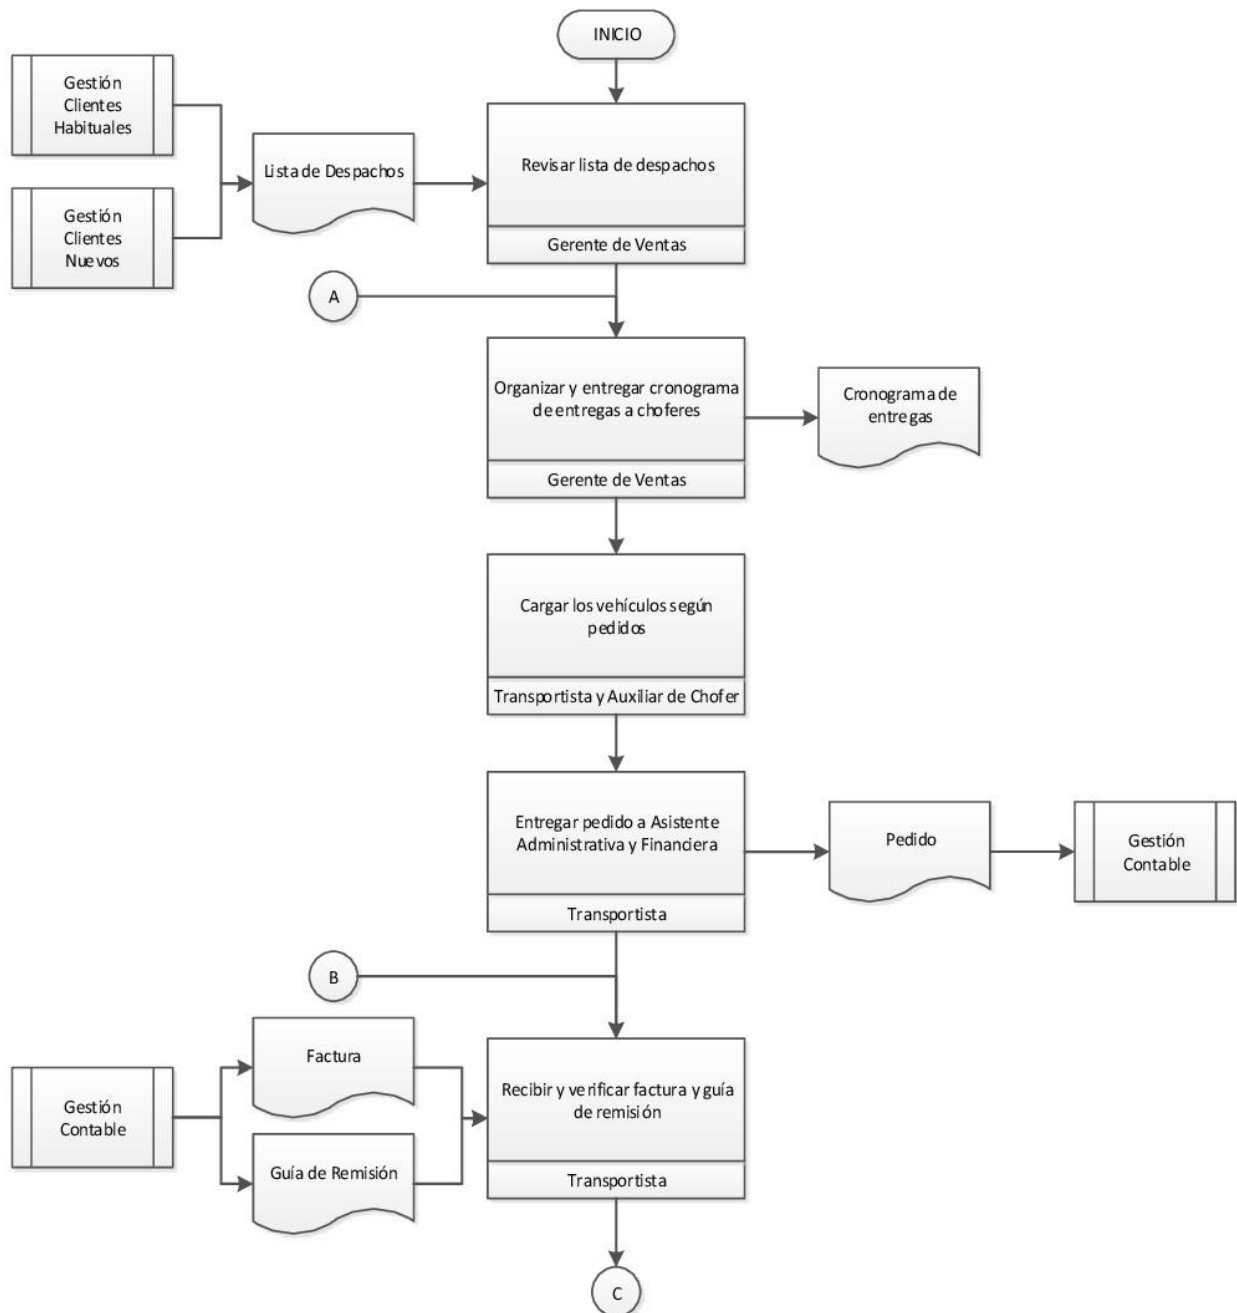 INICIO
Gestión
Clientes
Habituales
Lista de Despachos
Revisar lista de despachos
Gestión
Clientes
Nuevos
Gerente de Ventas
A
Organizar y entregar cronograma
de entregas a choferes
Cronograma de
entregas
Gerente de Ventas
Cargar los vehículos según
pedidos
Transportista y Auxiliar de Chofer
Entregar pedido a Asistente
Administrativa y Financiera
Pedido
Gestión
Contable
Transportista
B
Factura
Gestión
Contable
Guía de Remisión
Recibir y verificar factura y guía
de remisión
Transportista
C